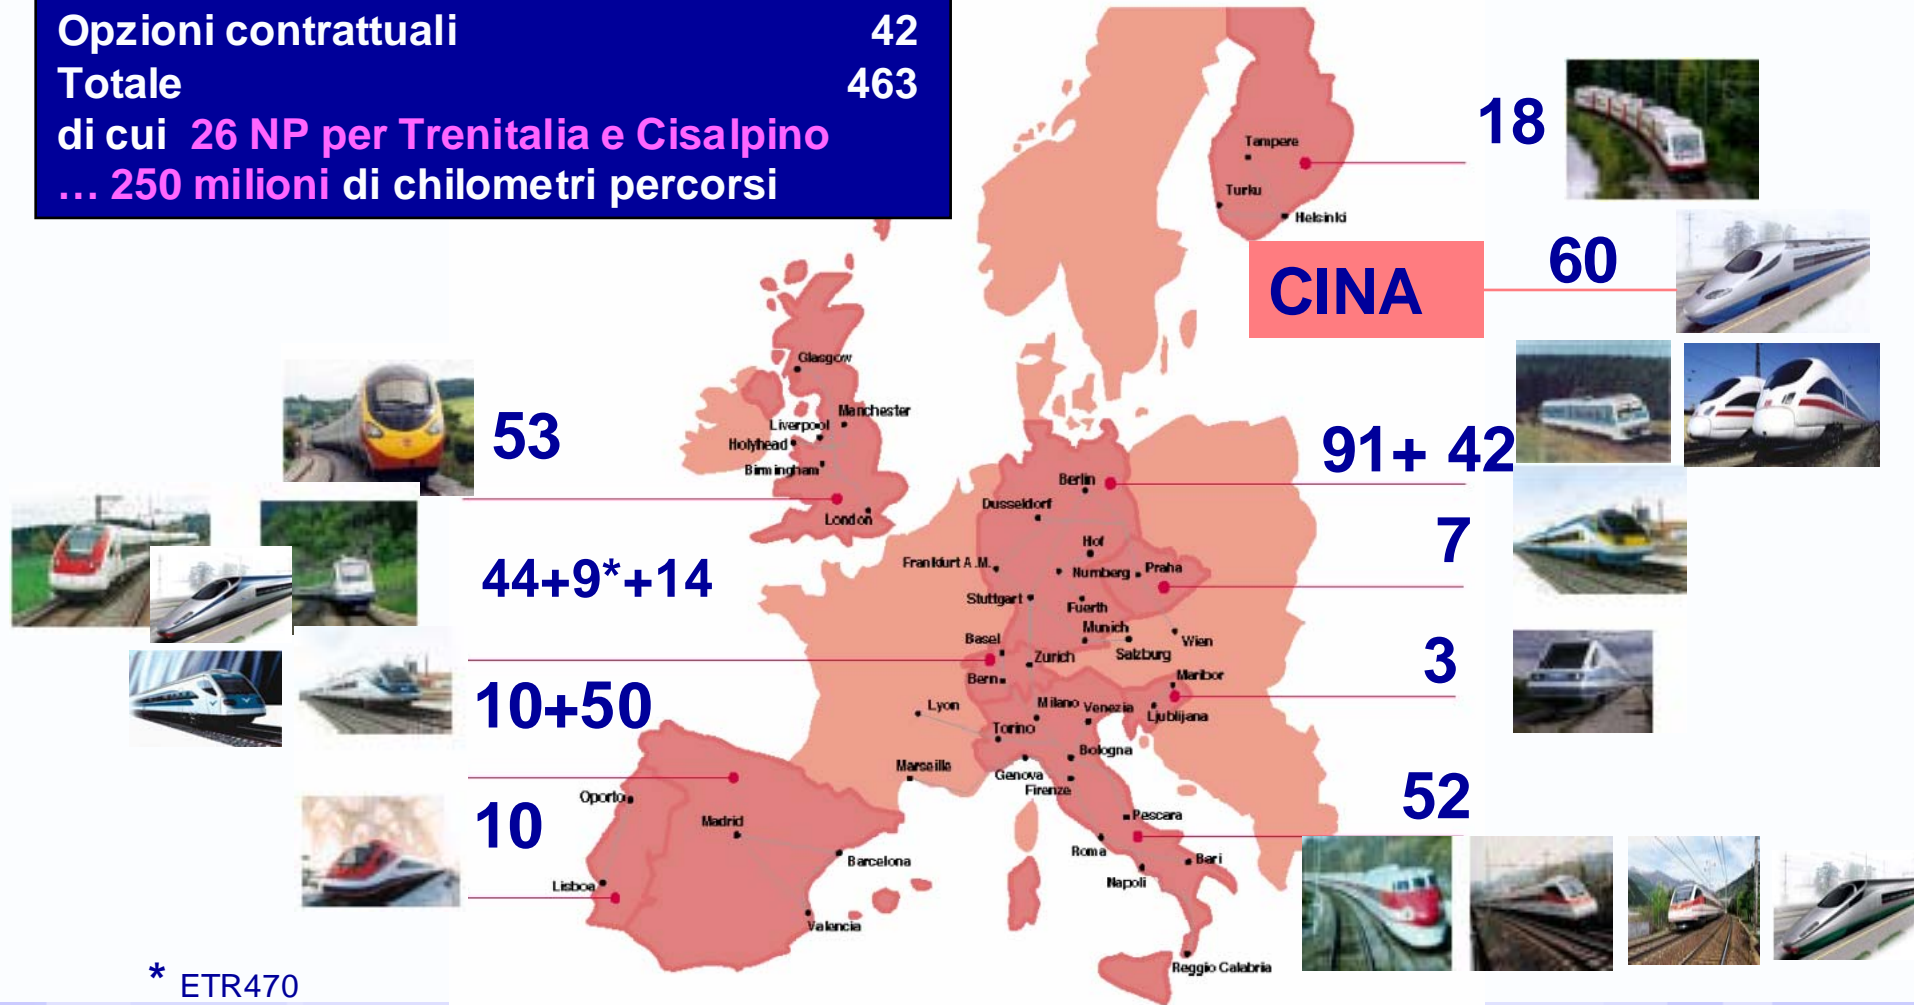 Opzioni contrattuali 42
Totale 463
di cui 26 NP per Trenitalia e Cisalpino
… 250 milioni di chilometri percorsi
18
Tampere
Turku
Helsinki
60
CINA
Glasgow
Manchester
Liverpool
Holyhead
Birmingham
London
53
91+ 42
Berlin
Dusseldorf
Hof
Frankfurt A.M.
Nurnberg
Praha
7
44+9*+14
Stuttgart
Fuerth
Munich
Wien
Basel
Zurich
Salzburg
3
Bern
Maribor
10+50
Lyon
Milano
Venezia
Ljublijana
Torino
Bologna
Marseille
Genova
Firenze
52
Oporto
10
Madrid
Pescara
Barcelona
Roma
Bari
Lisboa
Napoli
Valencia
Reggio Calabria
* ETR470